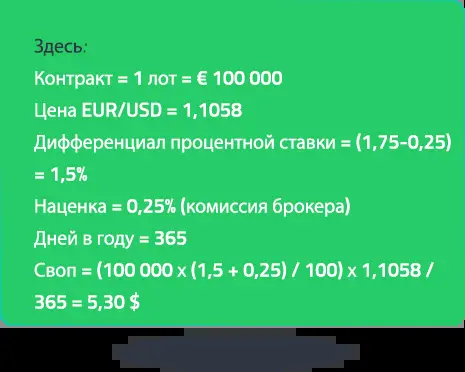 Здесь:
Контракт = 1 лот = € 100 000
Цена EUR/USD = 1,1058
Дифференциал процентной ставки = (1,75-0,25)
= 1,5%
Наценка = 0,25% (комиссия брокера)
Дней в году = 365
Своп = (100 000 x (1,5 + 0,25) / 100) x 1,1058 /
365 = 5,30 $